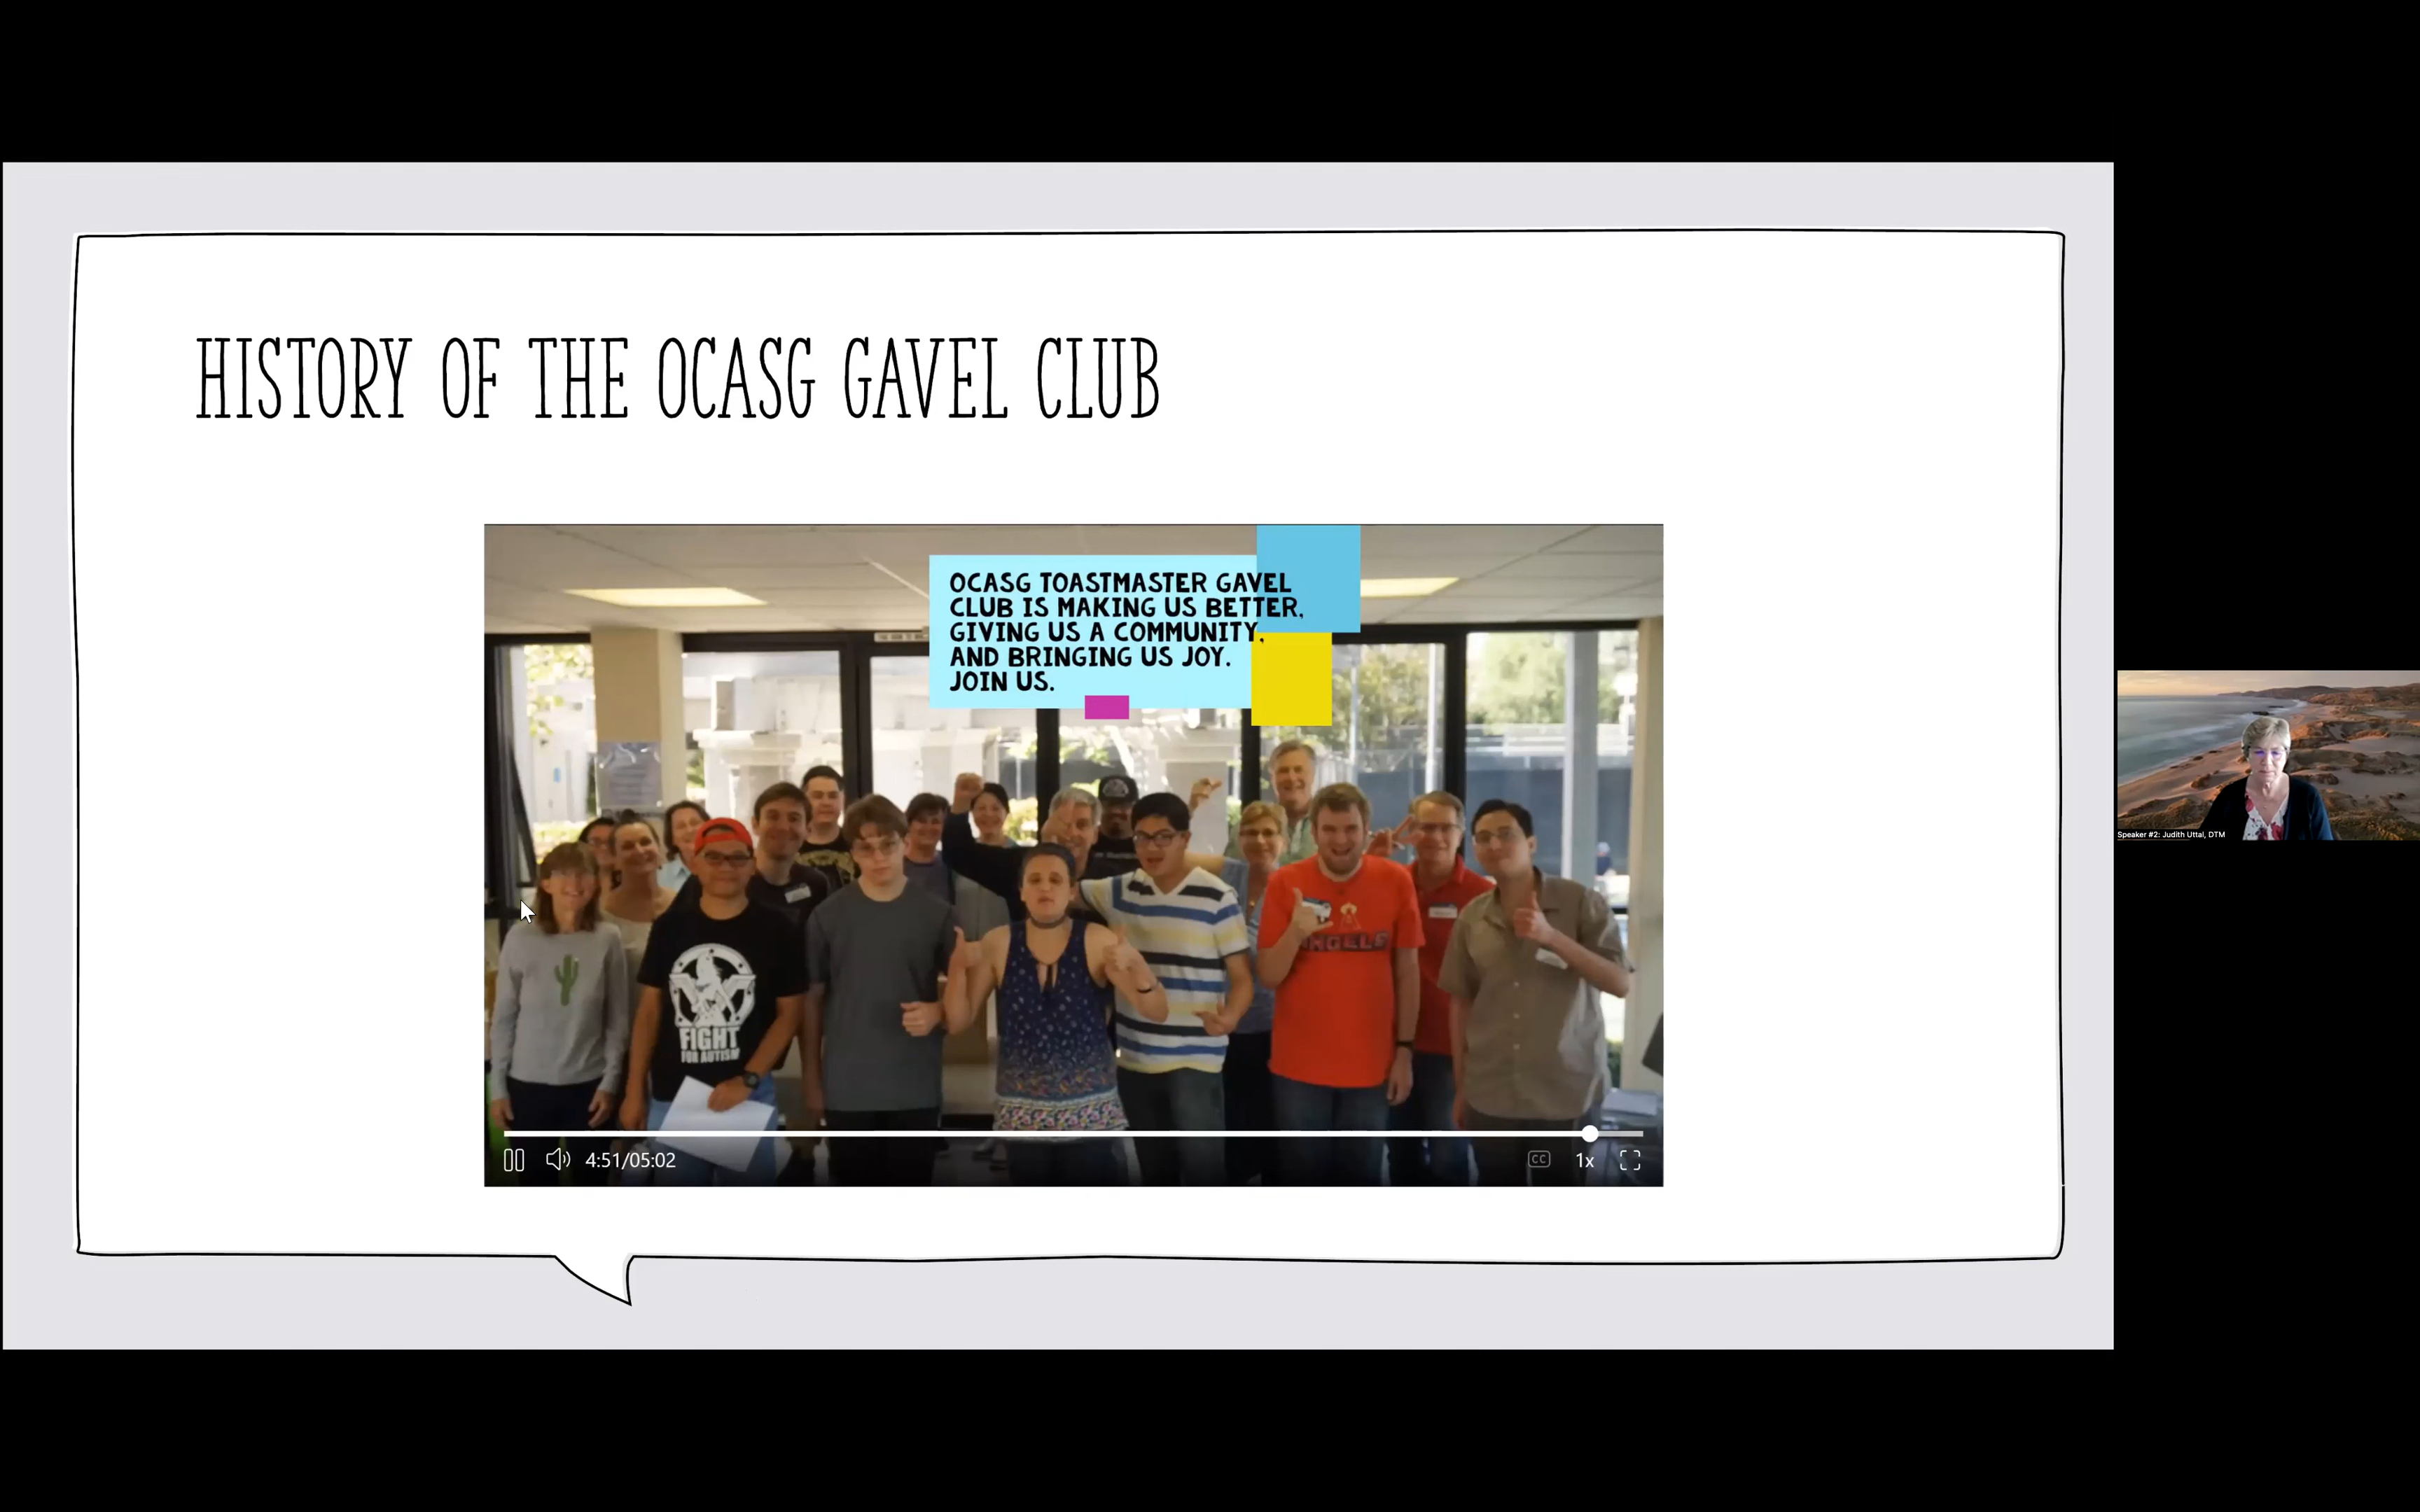 HISTORY OF THE OCASG GAVEL CLUB
OCASG TOASTMASTER GAVEL
CLUB IS MAKING US BETTER,
GIVING US A COMMUNITY,
AND BRINGING US JOY.
JOIN US.
FIGHT
FOR AUTISM
ANGELS
4:51/05:02
CC
1x
Speaker #2: Judith Uttal, DTM